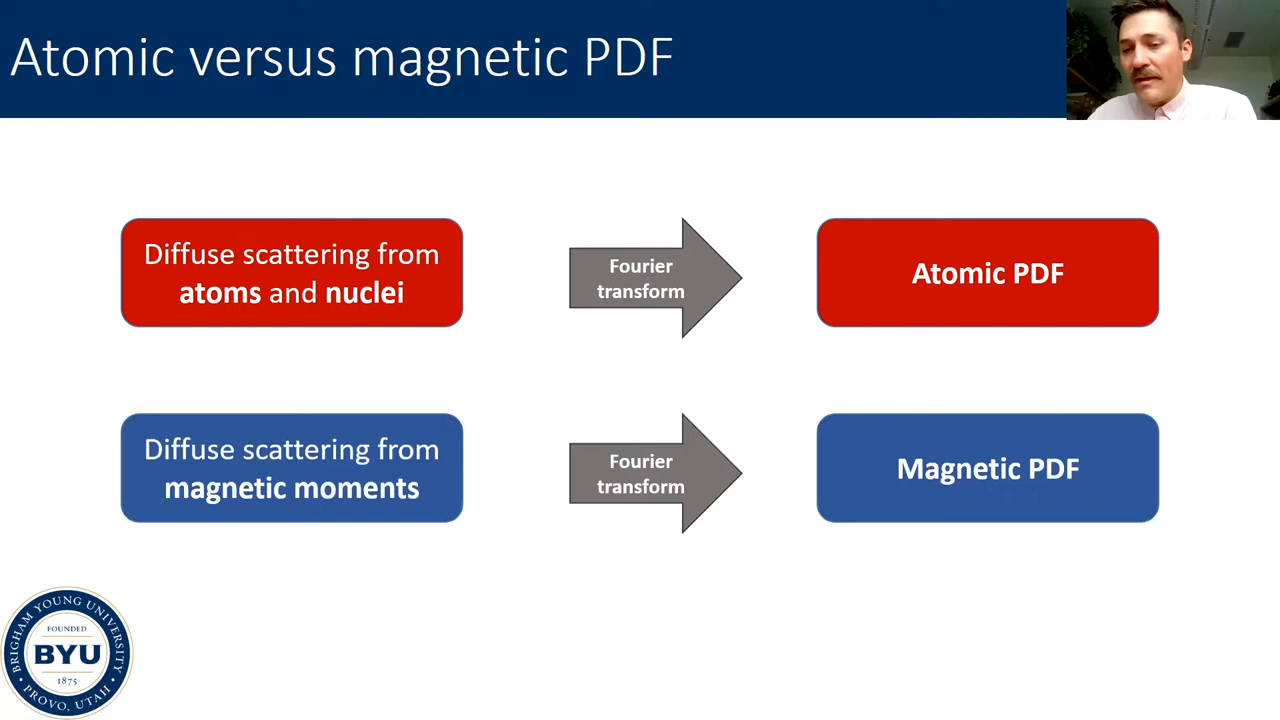 Atomic versus magnetic PDF
Diffuse scattering from
atoms and nuclei
Fourier
transform
Atomic PDF
Diffuse scattering from
magnetic moments
Fourier
transform
Magnetic PDF
BRIGHAM YOUNG UNIVERSITY
FOUNDED
BYU
1875
PROVO, UTAH